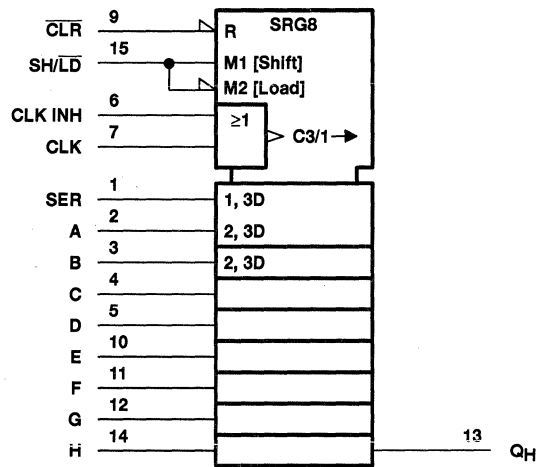 CLR 9 R SRG8
SH/LD 15 M1 [Shift]
M2 [Load]
CLK INH 6 ≥1
CLK 7 C3/1
SER 1 1, 3D
A 2 2, 3D
B 3 2, 3D
C 4
D 5
E 10
F 11
G 12
H 14 13 QH